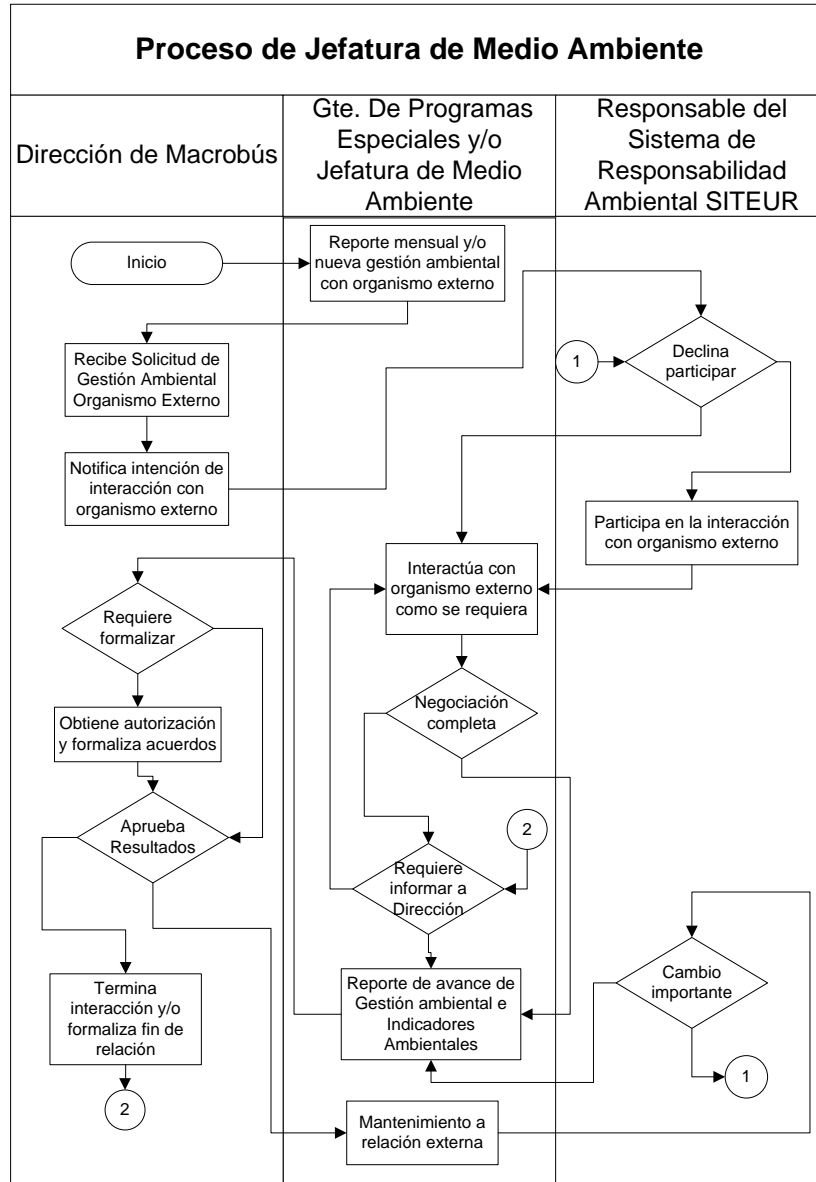 Proceso de Jefatura de Medio Ambiente
Dirección de Macrobús
Gte. De Programas
Especiales y/o
Jefatura de Medio
Ambiente
Responsable del
Sistema de
Responsabilidad
Ambiental SITEUR
Inicio
Reporte mensual y/o
nueva gestión ambiental
con organismo externo
Recibe Solicitud de
Gestión Ambiental
Organismo Externo
1
Declina
participar
Notifica intención de
interacción con
organismo externo
Participa en la interacción
con organismo externo
Interactúa con
organismo externo
como se requiera
Requiere
formalizar
Negociación
completa
Obtiene autorización
y formaliza acuerdos
Aprueba
Resultados
2
Requiere
informar a
Dirección
Cambio
importante
Termina
interacción y/o
formaliza fin de
relación
Reporte de avance de
Gestión ambiental e
Indicadores
Ambientales
1
2
Mantenimiento a
relación externa